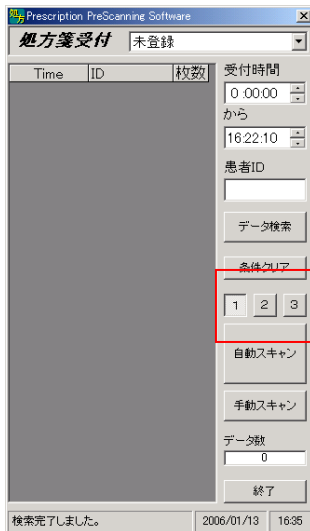 処方 Prescription PreScanning Software
処方箋受付 未登録
Time ID 枚数
受付時間
0:00:00
から
16:22:10
患者ID
データ検索
条件クリア
1 2 3
自動スキャン
手動スキャン
データ数
0
終了
検索完了しました。 2006/01/13 16:35